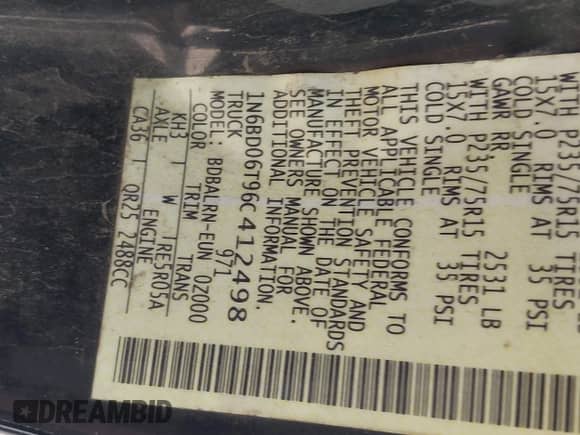 WITH P235/75R15 TIRES
15X7.0 RIMS AT 35 PSI
COLD SINGLE
GAWR RR. 2531 LB
WITH P235/75R15 TIRES
15X7.0 RIMS AT 35 PSI
COLD SINGLE
THIS VEHICLE CONFORMS TO
ALL APPLICABLE FEDERAL
MOTOR VEHICLE SAFETY AND
THEFT PREVENTION STANDARDS
IN EFFECT ON THE DATE OF
MANUFACTURE SHOWN ABOVE.
SEE OWNERS MANUAL FOR
ADDITIONAL INFORMATION.
1N6BD06T96C412498
TRUCK 971
MODEL: BDBALRN-EUN 0Z000
COLOR TRIM TRANS
KH3 I W RE5R05A
AXLE ENGINE
CA36 I QR25 2488CC
DREAMBID